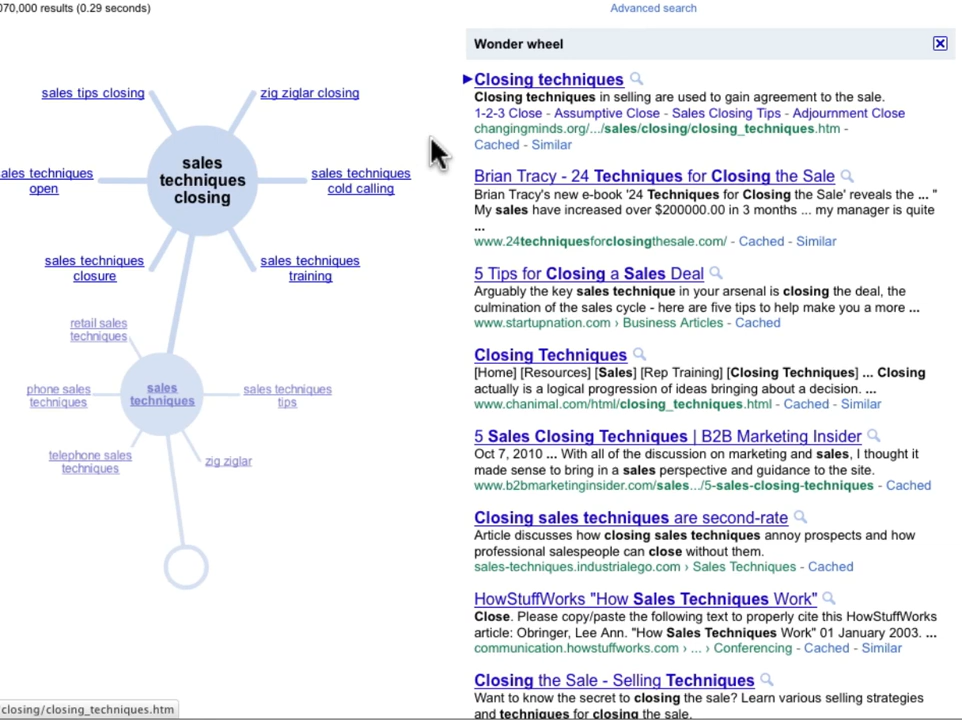 070,000 results (0.29 seconds)
Advanced search
sales tips closing
zig ziglar closing
sales
techniques
closing
sales techniques
open
sales techniques
cold calling
sales techniques
closure
sales techniques
training
retail sales
techniques
phone sales
techniques
sales
techniques
sales techniques
tips
telephone sales
techniques
zig ziglar
closing/closing_techniques.htm
Wonder wheel
Closing techniques
Closing techniques in selling are used to gain agreement to the sale.
1-2-3 Close - Assumptive Close - Sales Closing Tips - Adjournment Close
changingminds.org/.../sales/closing/closing_techniques.htm -
Cached - Similar
Brian Tracy - 24 Techniques for Closing the Sale
Brian Tracy's new e-book '24 Techniques for Closing the Sale' reveals the ... "
My sales have increased over $200000.00 in 3 months ... my manager is quite
...
www.24techniquesforclosingthesale.com/ - Cached - Similar
5 Tips for Closing a Sales Deal
Arguably the key sales technique in your arsenal is closing the deal, the
culmination of the sales cycle - here are five tips to help make you a more ...
www.startupnation.com › Business Articles - Cached
Closing Techniques
[Home] [Resources] [Sales] [Rep Training] [Closing Techniques] ... Closing
actually is a logical progression of ideas bringing about a decision. ...
www.chanimal.com/html/closing_techniques.html - Cached - Similar
5 Sales Closing Techniques | B2B Marketing Insider
Oct 7, 2010 ... With all of the discussion on marketing and sales, I thought it
made sense to bring in a sales perspective and guidance to the site.
www.b2bmarketinginsider.com/sales.../5-sales-closing-techniques - Cached
Closing sales techniques are second-rate
Article discusses how closing sales techniques annoy prospects and how
professional salespeople can close without them.
sales-techniques.industrialego.com › Sales Techniques - Cached
HowStuffWorks "How Sales Techniques Work"
Close. Please copy/paste the following text to properly cite this HowStuffWorks
article: Obringer, Lee Ann. "How Sales Techniques Work" 01 January 2003. ...
communication.howstuffworks.com › ... › Conferencing - Cached - Similar
Closing the Sale - Selling Techniques
Want to know the secret to closing the sale? Learn various selling strategies
and techniques for closing the sale.